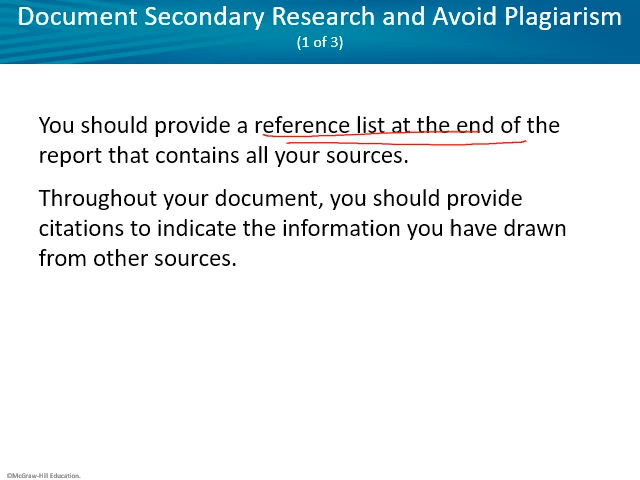 Document Secondary Research and Avoid Plagiarism
(1 of 3)
You should provide a reference list at the end of the
report that contains all your sources.
Throughout your document, you should provide
citations to indicate the information you have drawn
from other sources.
©McGraw-Hill Education.